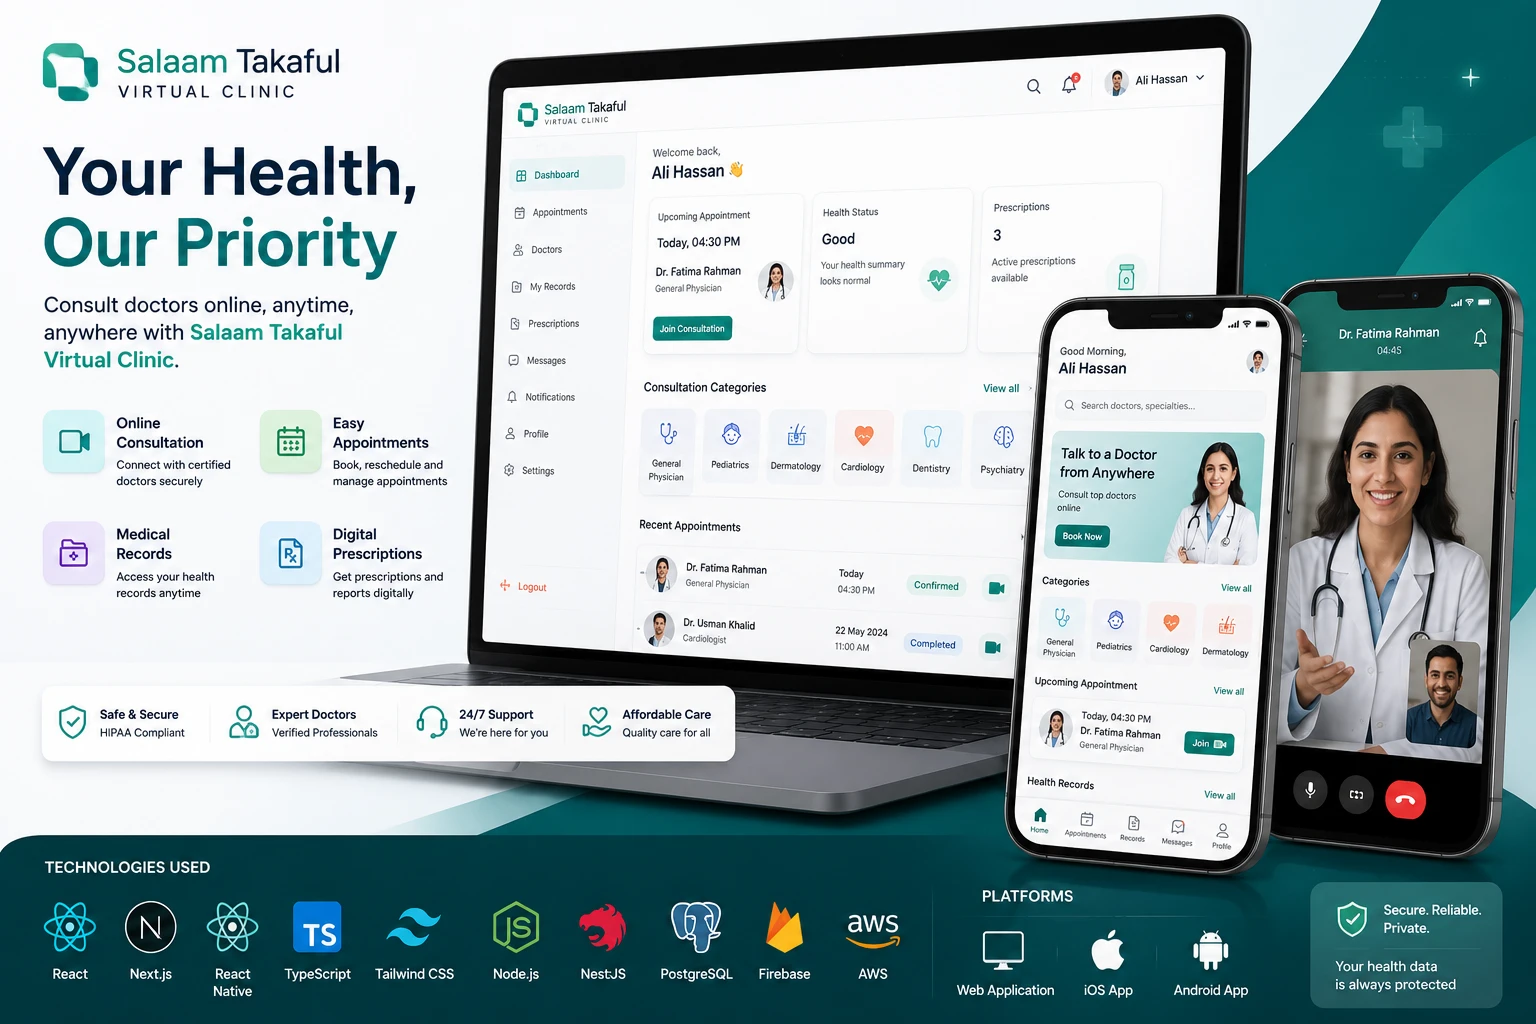 Salaam Takaful
VIRTUAL CLINIC
Your Health,
Our Priority
Consult doctors online, anytime,
anywhere with Salaam Takaful
Virtual Clinic.
Online
Consultation
Connect with certified
doctors securely
Easy
Appointments
Book, reschedule and
manage appointments
Medical
Records
Access your health
records anytime
Digital
Prescriptions
Get prescriptions and
reports digitally
Safe & Secure
HIPAA Compliant
Expert Doctors
Verified Professionals
24/7 Support
We're here for you
Affordable Care
Quality care for all
Salaam Takaful
VIRTUAL CLINIC
Ali Hassan
Dashboard
Appointments
Doctors
My Records
Prescriptions
Messages
Notifications
Profile
Settings
Logout
Welcome back,
Ali Hassan 👋
Upcoming Appointment
Today, 04:30 PM
Dr. Fatima Rahman
General Physician
Join Consultation
Health Status
Good
Your health summary
looks normal
Prescriptions
3
Active prescriptions
available
Consultation Categories
View all
General
Physician
Pediatrics
Dermatology
Cardiology
Dentistry
Psychiatry
Recent Appointments
Dr. Fatima Rahman
General Physician
Today
04:30 PM
Confirmed
Dr. Usman Khalid
Cardiologist
22 May 2024
11:00 AM
Completed
Good Morning,
Ali Hassan
Search doctors, specialties...
Talk to a Doctor
from Anywhere
Consult top doctors
online
Book Now
Categories
View all
General
Physician
Pediatrics
Cardiology
Dermatology
Upcoming Appointment
View all
Today, 04:30 PM
Dr. Fatima Rahman
General Physician
Join
Health Records
View all
Home
Appointments
Records
Messages
Profile
Dr. Fatima Rahman
04:45
TECHNOLOGIES USED
React
N
Next.js
React
Native
TS
TypeScript
Tailwind CSS
JS
Node.js
NestJS
PostgreSQL
Firebase
aws
AWS
PLATFORMS
Web Application
iOS App
Android App
Secure. Reliable.
Private.
Your health data
is always protected